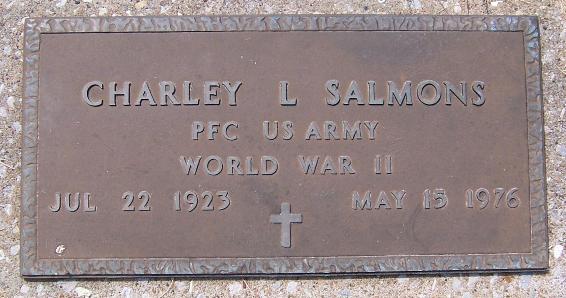 CHARLEY L SALMONS
PFC US ARMY
WORLD WAR II
JUL 22 1923 MAY 15 1976